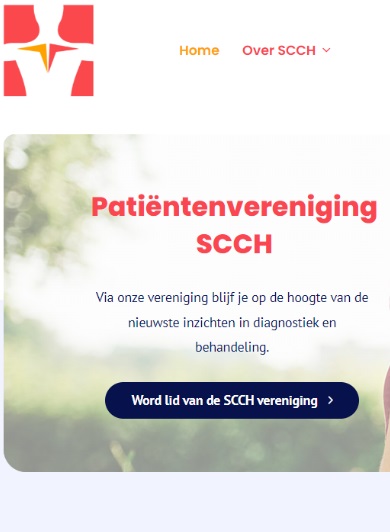 Home Over SCCH
Patiëntenvereniging
SCCH
Via onze vereniging blijf je op de hoogte van de
nieuwste inzichten in diagnostiek en
behandeling.
Word lid van de SCCH vereniging